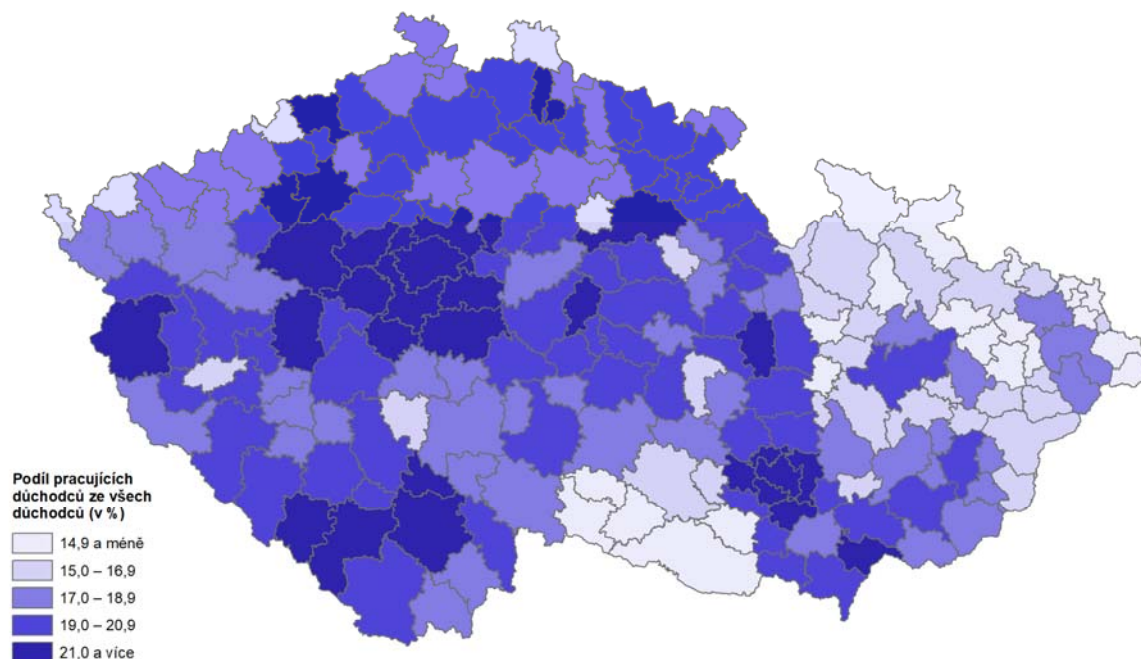 Podíl pracujících
důchodců ze všech
důchodců (v %)
14,9 a méně
15,0 – 16,9
17,0 – 18,9
19,0 – 20,9
21,0 a více